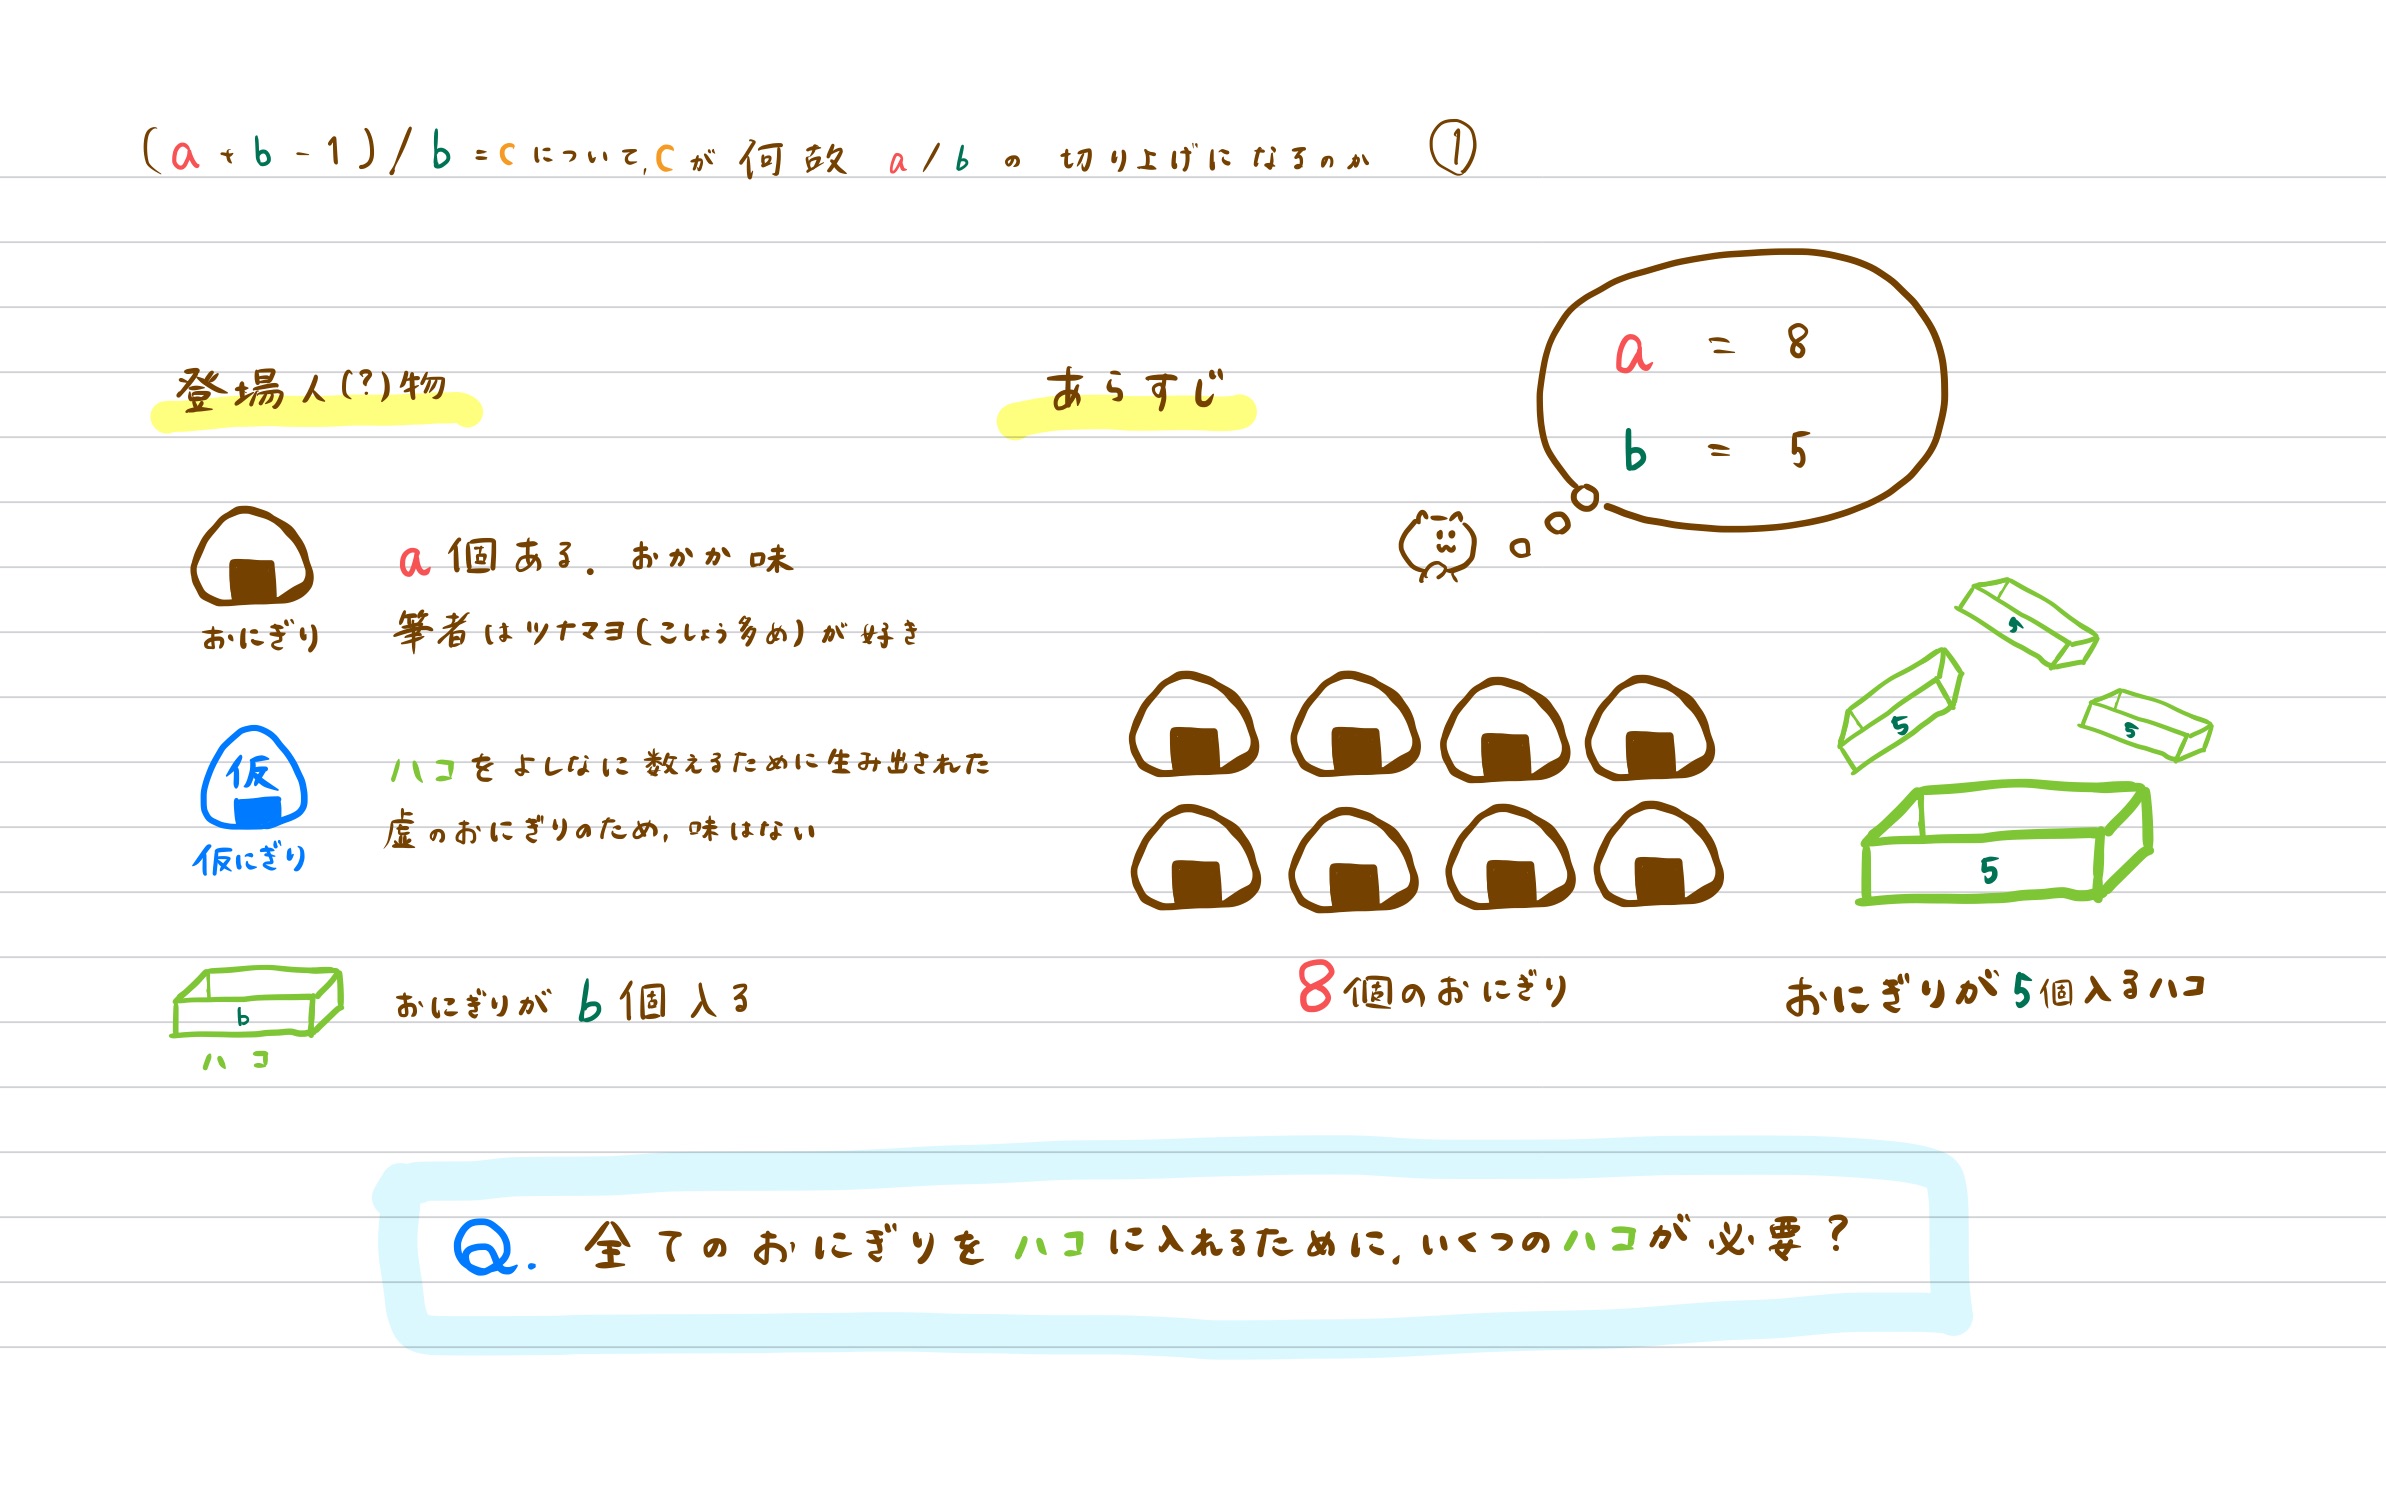 (a+b-1)/b=cについて,cが何故 a/bの切り上げになるのか ①
登場人(?)物
おにぎり
a個ある.おかか味
筆者はツナマヨ(こしょう多め)が好き
仮
仮にぎり
ハコをよしなに数えるために生み出された
虚のおにぎりのため,味はない
b
ハコ
おにぎりがb個入る
あらすじ
a = 8
b = 5
5
5
5
5
8個のおにぎり
おにぎりが5個入るハコ
Q. 全てのおにぎりをハコに入れるために,いくつのハコが必要?